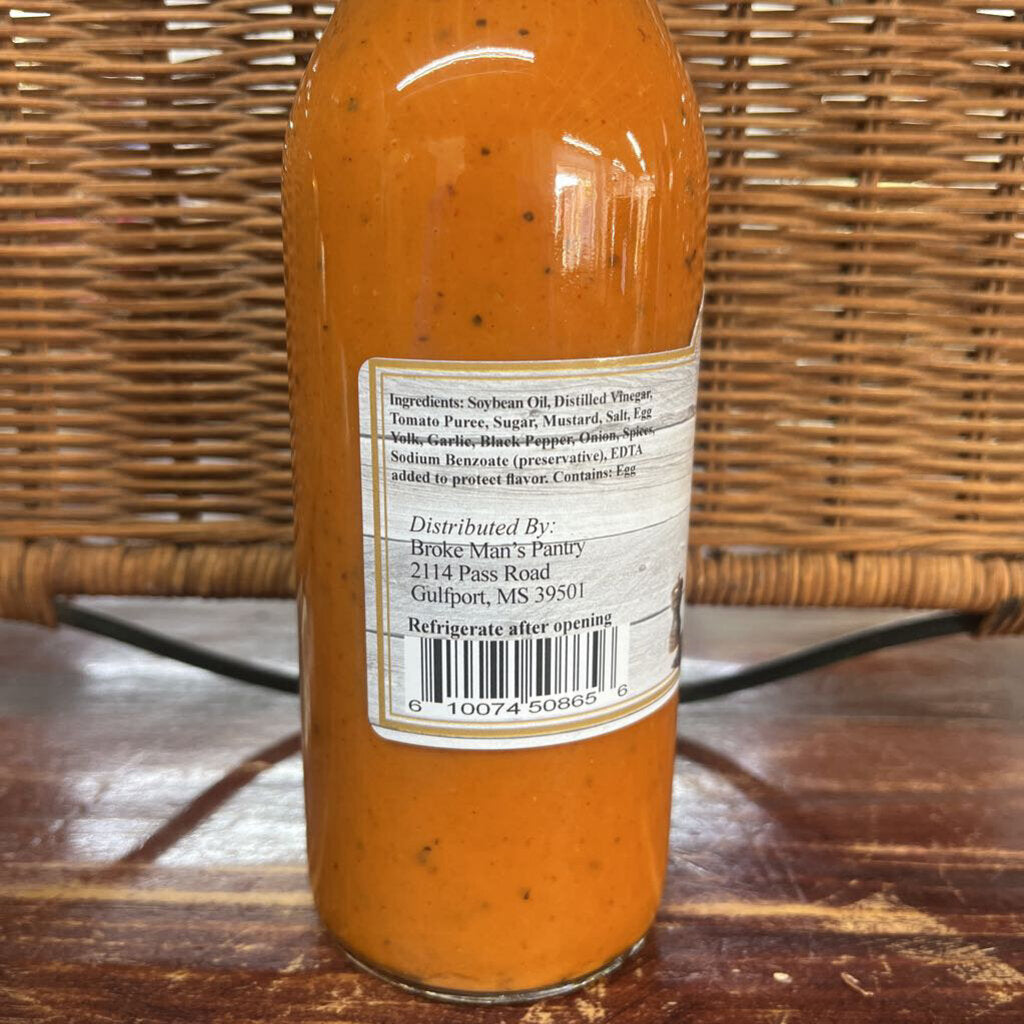 Ingredients: Soybean Oil, Distilled Vinegar,
Tomato Puree, Sugar, Mustard, Salt, Egg
Yolk, Garlic, Black Pepper, Onion, Spices,
Sodium Benzoate (preservative), EDTA
added to protect flavor. Contains: Egg
Distributed By:
Broke Man's Pantry
2114 Pass Road
Gulfport, MS 39501
Refrigerate after opening
6 10074 50865 6